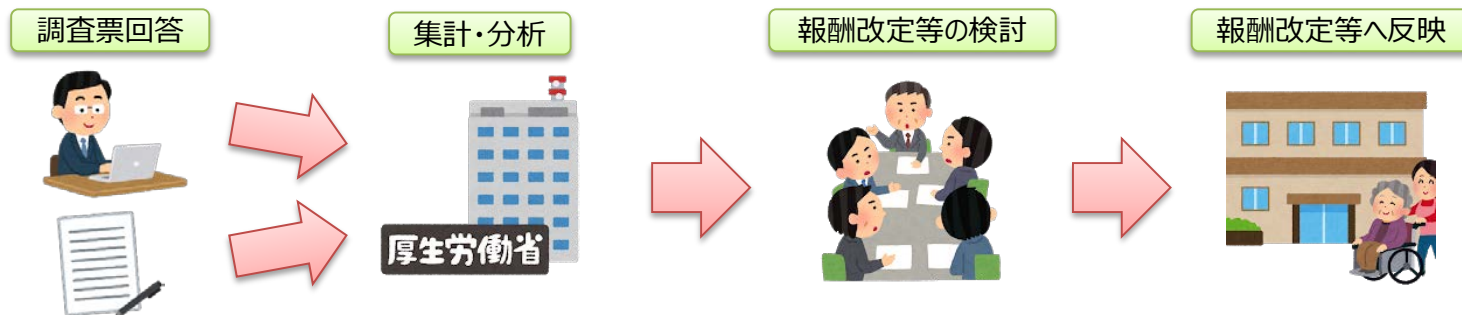 調査票回答
集計・分析
報酬改定等の検討
報酬改定等へ反映
厚生労働省